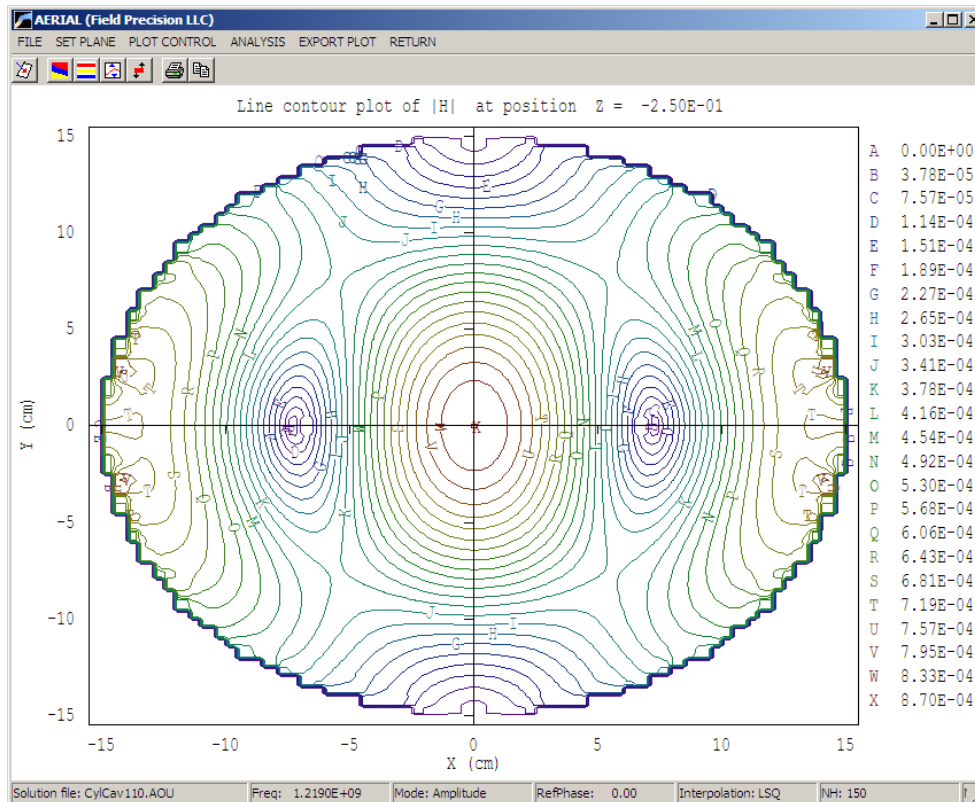 AERIAL (Field Precision LLC)
FILE SET PLANE PLOT CONTROL ANALYSIS EXPORT PLOT RETURN
Line contour plot of |H| at position Z = -2.50E-01
A 0.00E+00
B 3.78E-05
C 7.57E-05
D 1.14E-04
E 1.51E-04
F 1.89E-04
G 2.27E-04
H 2.65E-04
I 3.03E-04
J 3.41E-04
K 3.78E-04
L 4.16E-04
M 4.54E-04
N 4.92E-04
O 5.30E-04
P 5.68E-04
Q 6.06E-04
R 6.43E-04
S 6.81E-04
T 7.19E-04
U 7.57E-04
V 7.95E-04
W 8.33E-04
X 8.70E-04
15
10
5
0
-5
-10
-15
Y (cm)
-15 -10 -5 0 5 10 15
X (cm)
Solution file: CylCav110.AOU Freq: 1.2190E+09 Mode: Amplitude RefPhase: 0.00 Interpolation: LSQ NH: 150